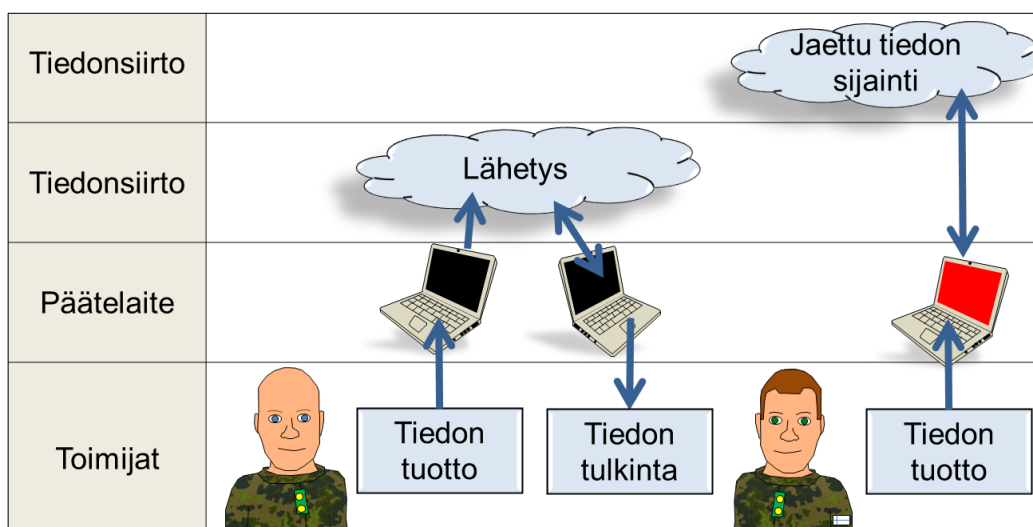 Tiedonsiirto
Jaettu tiedon
sijainti
Tiedonsiirto
Lähetys
Päätelaite
Toimijat
Tiedon
tuotto
Tiedon
tulkinta
Tiedon
tuotto